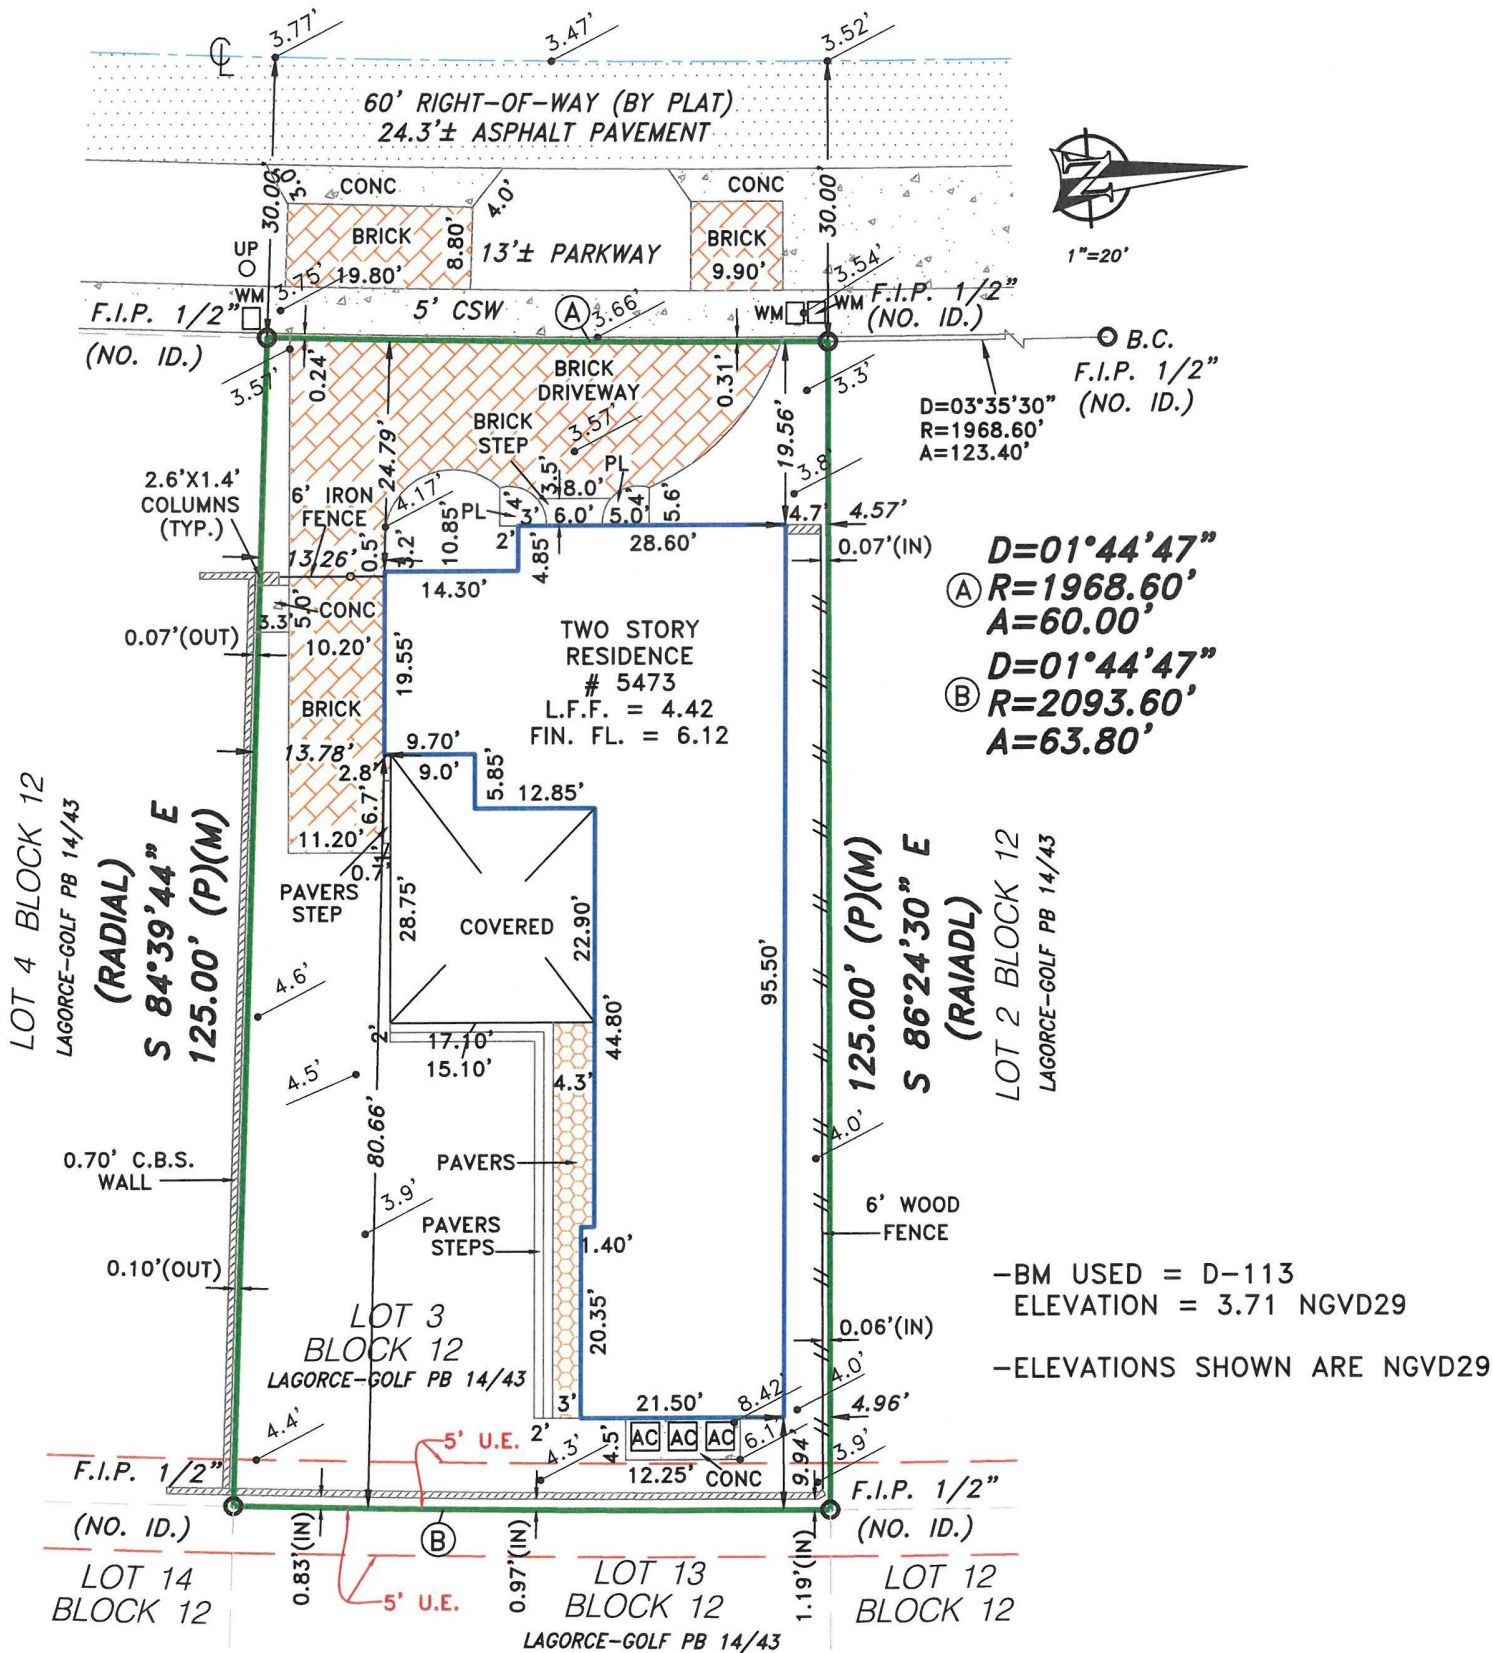 3.77'
3.47'
3.52'
℄
60' RIGHT-OF-WAY (BY PLAT)
24.3'± ASPHALT PAVEMENT
30.00'
3.0'
CONC
4.0'
CONC
30.00'
N
1"=20'
UP
BRICK
19.80'
8.80'
13'± PARKWAY
BRICK
9.90'
3.54'
WM
3.75'
5' CSW
A
3.66'
WM
WM
F.I.P. 1/2"
(NO. ID.)
F.I.P. 1/2"
(NO. ID.)
B.C.
F.I.P. 1/2"
(NO. ID.)
3.57'
0.24'
BRICK
DRIVEWAY
0.31'
3.3'
D=03°35'30"
R=1968.60'
A=123.40'
24.79'
BRICK
STEP
3.57'
19.56'
3.8'
2.6'X1.4'
COLUMNS
(TYP.)
6' IRON
FENCE
4.17'
PL
4'
3'
3.5'
8.0'
6.0'
PL
5.0'
4'
5.6'
4.7'
4.57'
13.26'
0.5'
3.2'
10.85'
2'
4.85'
28.60'
0.07'(IN)
14.30'
CONC
3.3'
5.0'
0.07'(OUT)
10.20'
19.55'
TWO STORY
RESIDENCE
# 5473
L.F.F. = 4.42
FIN. FL. = 6.12
A
D=01°44'47"
R=1968.60'
A=60.00'
B
D=01°44'47"
R=2093.60'
A=63.80'
BRICK
13.78'
2.8'
6.7'
9.70'
9.0'
5.85'
12.85'
11.20'
0.7'
1'
PAVERS
STEP
28.75'
COVERED
22.90'
LOT 4 BLOCK 12
LAGORCE-GOLF PB 14/43
(RADIAL)
S 84°39'44" E
125.00' (P)(M)
95.50'
125.00' (P)(M)
S 86°24'30" E
(RAIADL)
LOT 2 BLOCK 12
LAGORCE-GOLF PB 14/43
4.6'
4.5'
2'
17.10'
15.10'
44.80'
4.3'
80.66'
4.0'
0.70' C.B.S.
WALL
PAVERS
3.9'
PAVERS
STEPS
6' WOOD
FENCE
1.40'
0.10'(OUT)
20.35'
-BM USED = D-113
ELEVATION = 3.71 NGVD29
-ELEVATIONS SHOWN ARE NGVD29
LOT 3
BLOCK 12
LAGORCE-GOLF PB 14/43
0.06'(IN)
3'
2'
21.50'
8.42'
4.0'
4.96'
4.4'
5' U.E.
4.3'
4.5'
AC
AC
AC
6.1'
12.25'
CONC
9.94'
3.9'
F.I.P. 1/2"
(NO. ID.)
F.I.P. 1/2"
(NO. ID.)
0.83'(IN)
B
0.97'(IN)
1.19'(IN)
5' U.E.
LOT 14
BLOCK 12
LOT 13
BLOCK 12
LAGORCE-GOLF PB 14/43
LOT 12
BLOCK 12